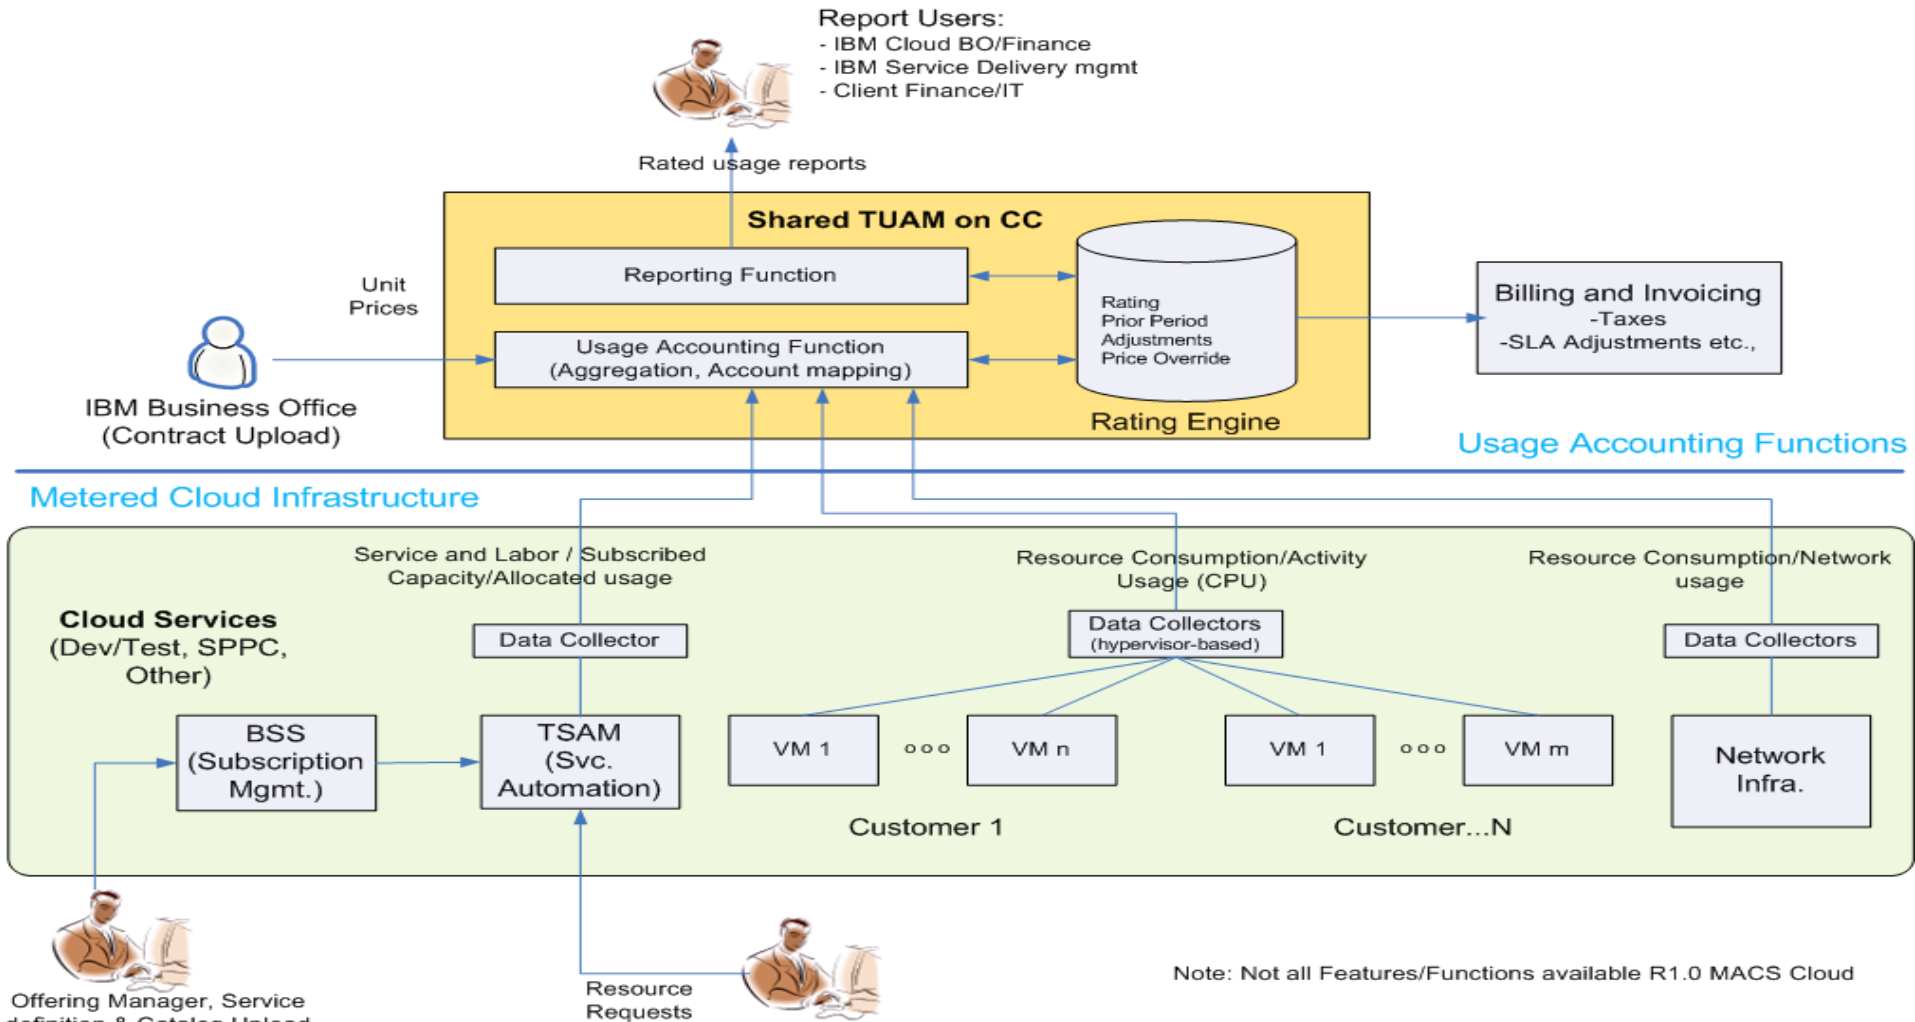 Report Users:
- IBM Cloud BO/Finance
- IBM Service Delivery mgmt
- Client Finance/IT
Rated usage reports
Shared TUAM on CC
Reporting Function
Unit
Prices
Usage Accounting Function
(Aggregation, Account mapping)
Rating
Prior Period
Adjustments
Price Override
Rating Engine
Billing and Invoicing
-Taxes
-SLA Adjustments etc.,
IBM Business Office
(Contract Upload)
Usage Accounting Functions
Metered Cloud Infrastructure
Service and Labor / Subscribed
Capacity/Allocated usage
Resource Consumption/Activity
Usage (CPU)
Resource Consumption/Network
usage
Cloud Services
(Dev/Test, SPPC,
Other)
Data Collector
Data Collectors
(hypervisor-based)
Data Collectors
BSS
(Subscription
Mgmt.)
TSAM
(Svc.
Automation)
VM 1
ooo
VM n
VM 1
ooo
VM m
Network
Infra.
Customer 1
Customer...N
Offering Manager, Service
definition & Catalog Upload
Resource
Requests
Note: Not all Features/Functions available R1.0 MACS Cloud